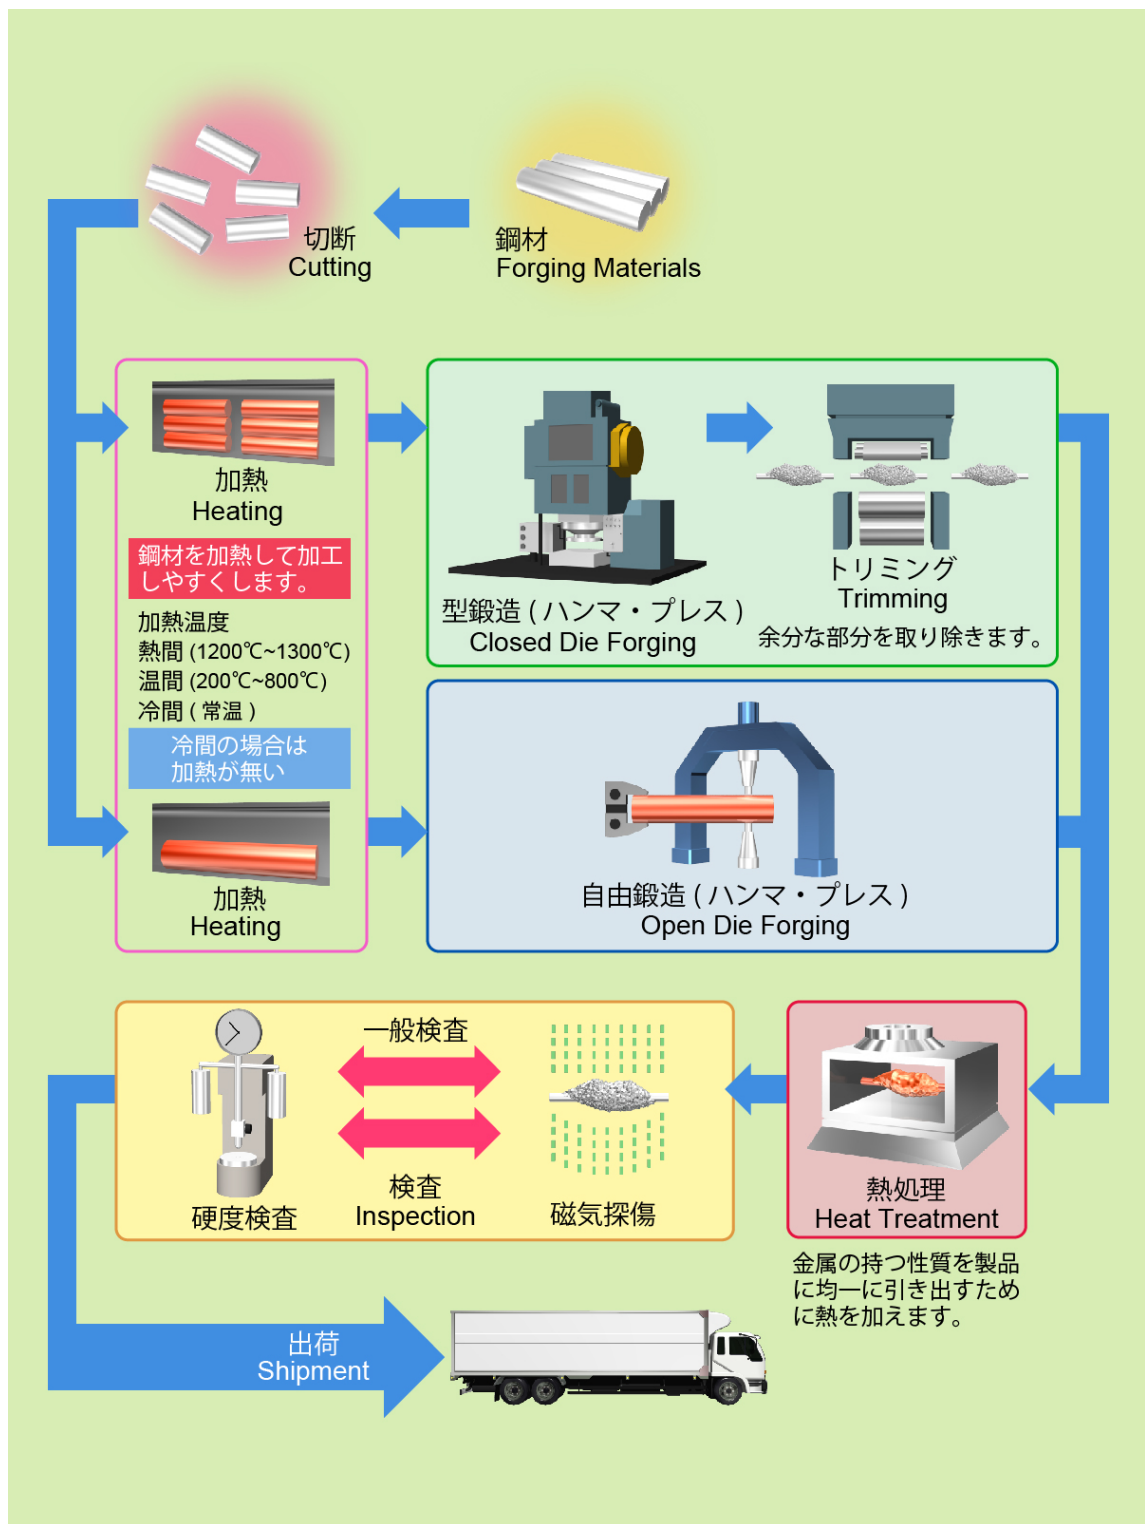 切断
Cutting
鋼材
Forging Materials
加熱
Heating
鋼材を加熱して加工
しやすくします。
加熱温度
熱間 (1200℃~1300℃)
温間 (200℃~800℃)
冷間 ( 常温 )
冷間の場合は
加熱が無い
加熱
Heating
型鍛造 ( ハンマ・プレス )
Closed Die Forging
トリミング
Trimming
余分な部分を取り除きます。
自由鍛造 ( ハンマ・プレス )
Open Die Forging
熱処理
Heat Treatment
金属の持つ性質を製品
に均一に引き出すため
に熱を加えます。
一般検査
硬度検査
検査
Inspection
磁気探傷
出荷
Shipment